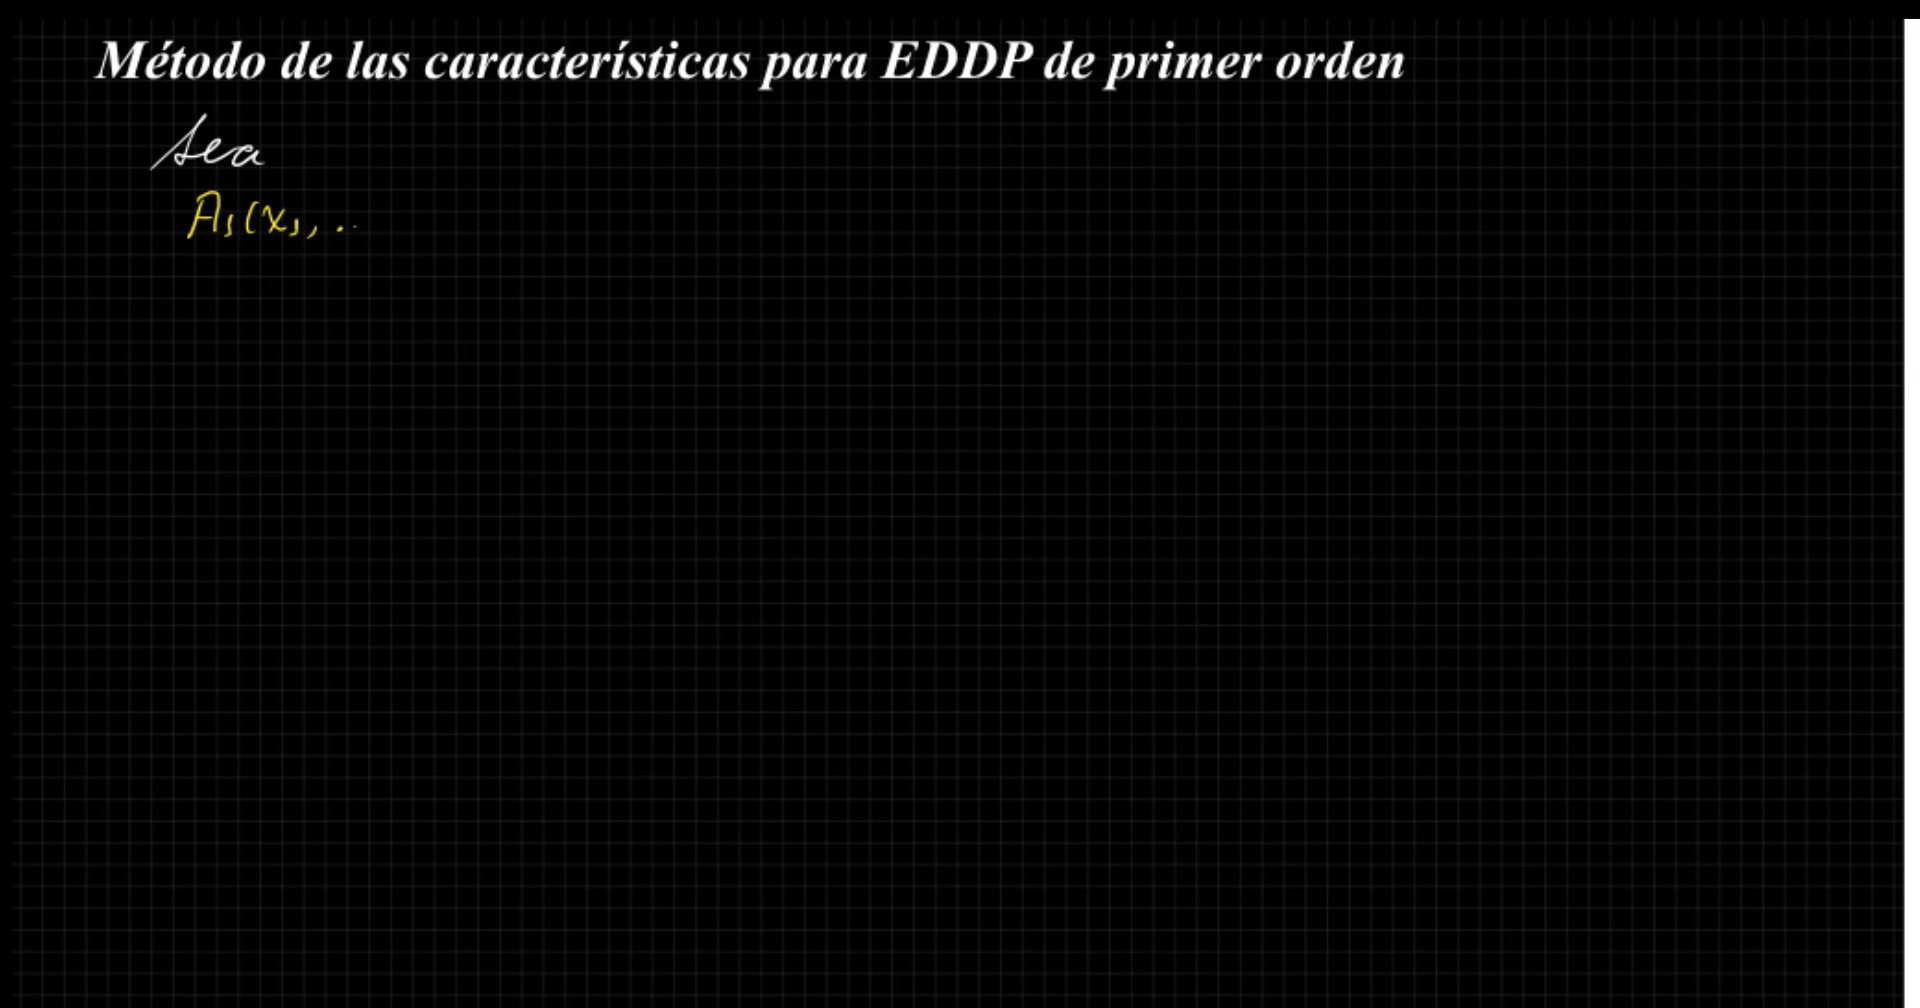 Método de las características para EDDP de primer orden
Sea
A₁(x₁, ..